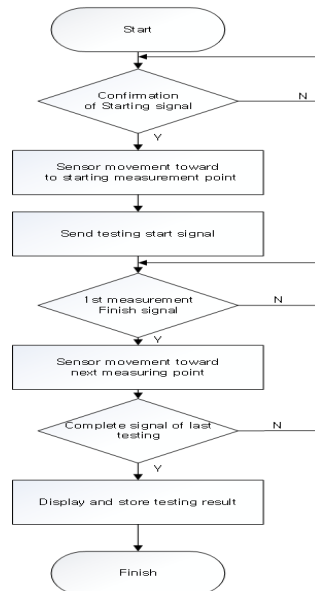 Start
Confirmation
of Starting signal
N
Y
Sensor movement toward
to starting measurement point
Send testing start signal
1st measurement
Finish signal
N
Y
Sensor movement toward
next measuring point
Complete signal of last
testing
N
Y
Display and store testing result
Finish